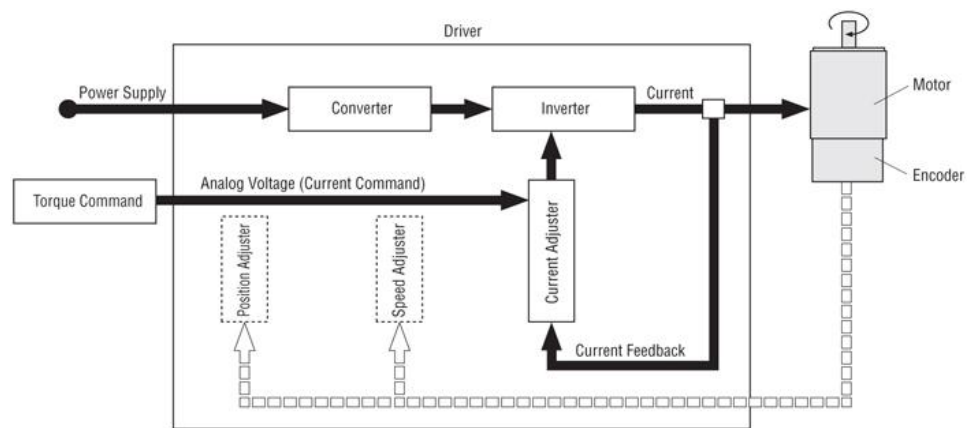 Driver
Power Supply
Converter
Inverter
Current
Motor
Encoder
Torque Command
Analog Voltage (Current Command)
Position Adjuster
Speed Adjuster
Current Adjuster
Current Feedback